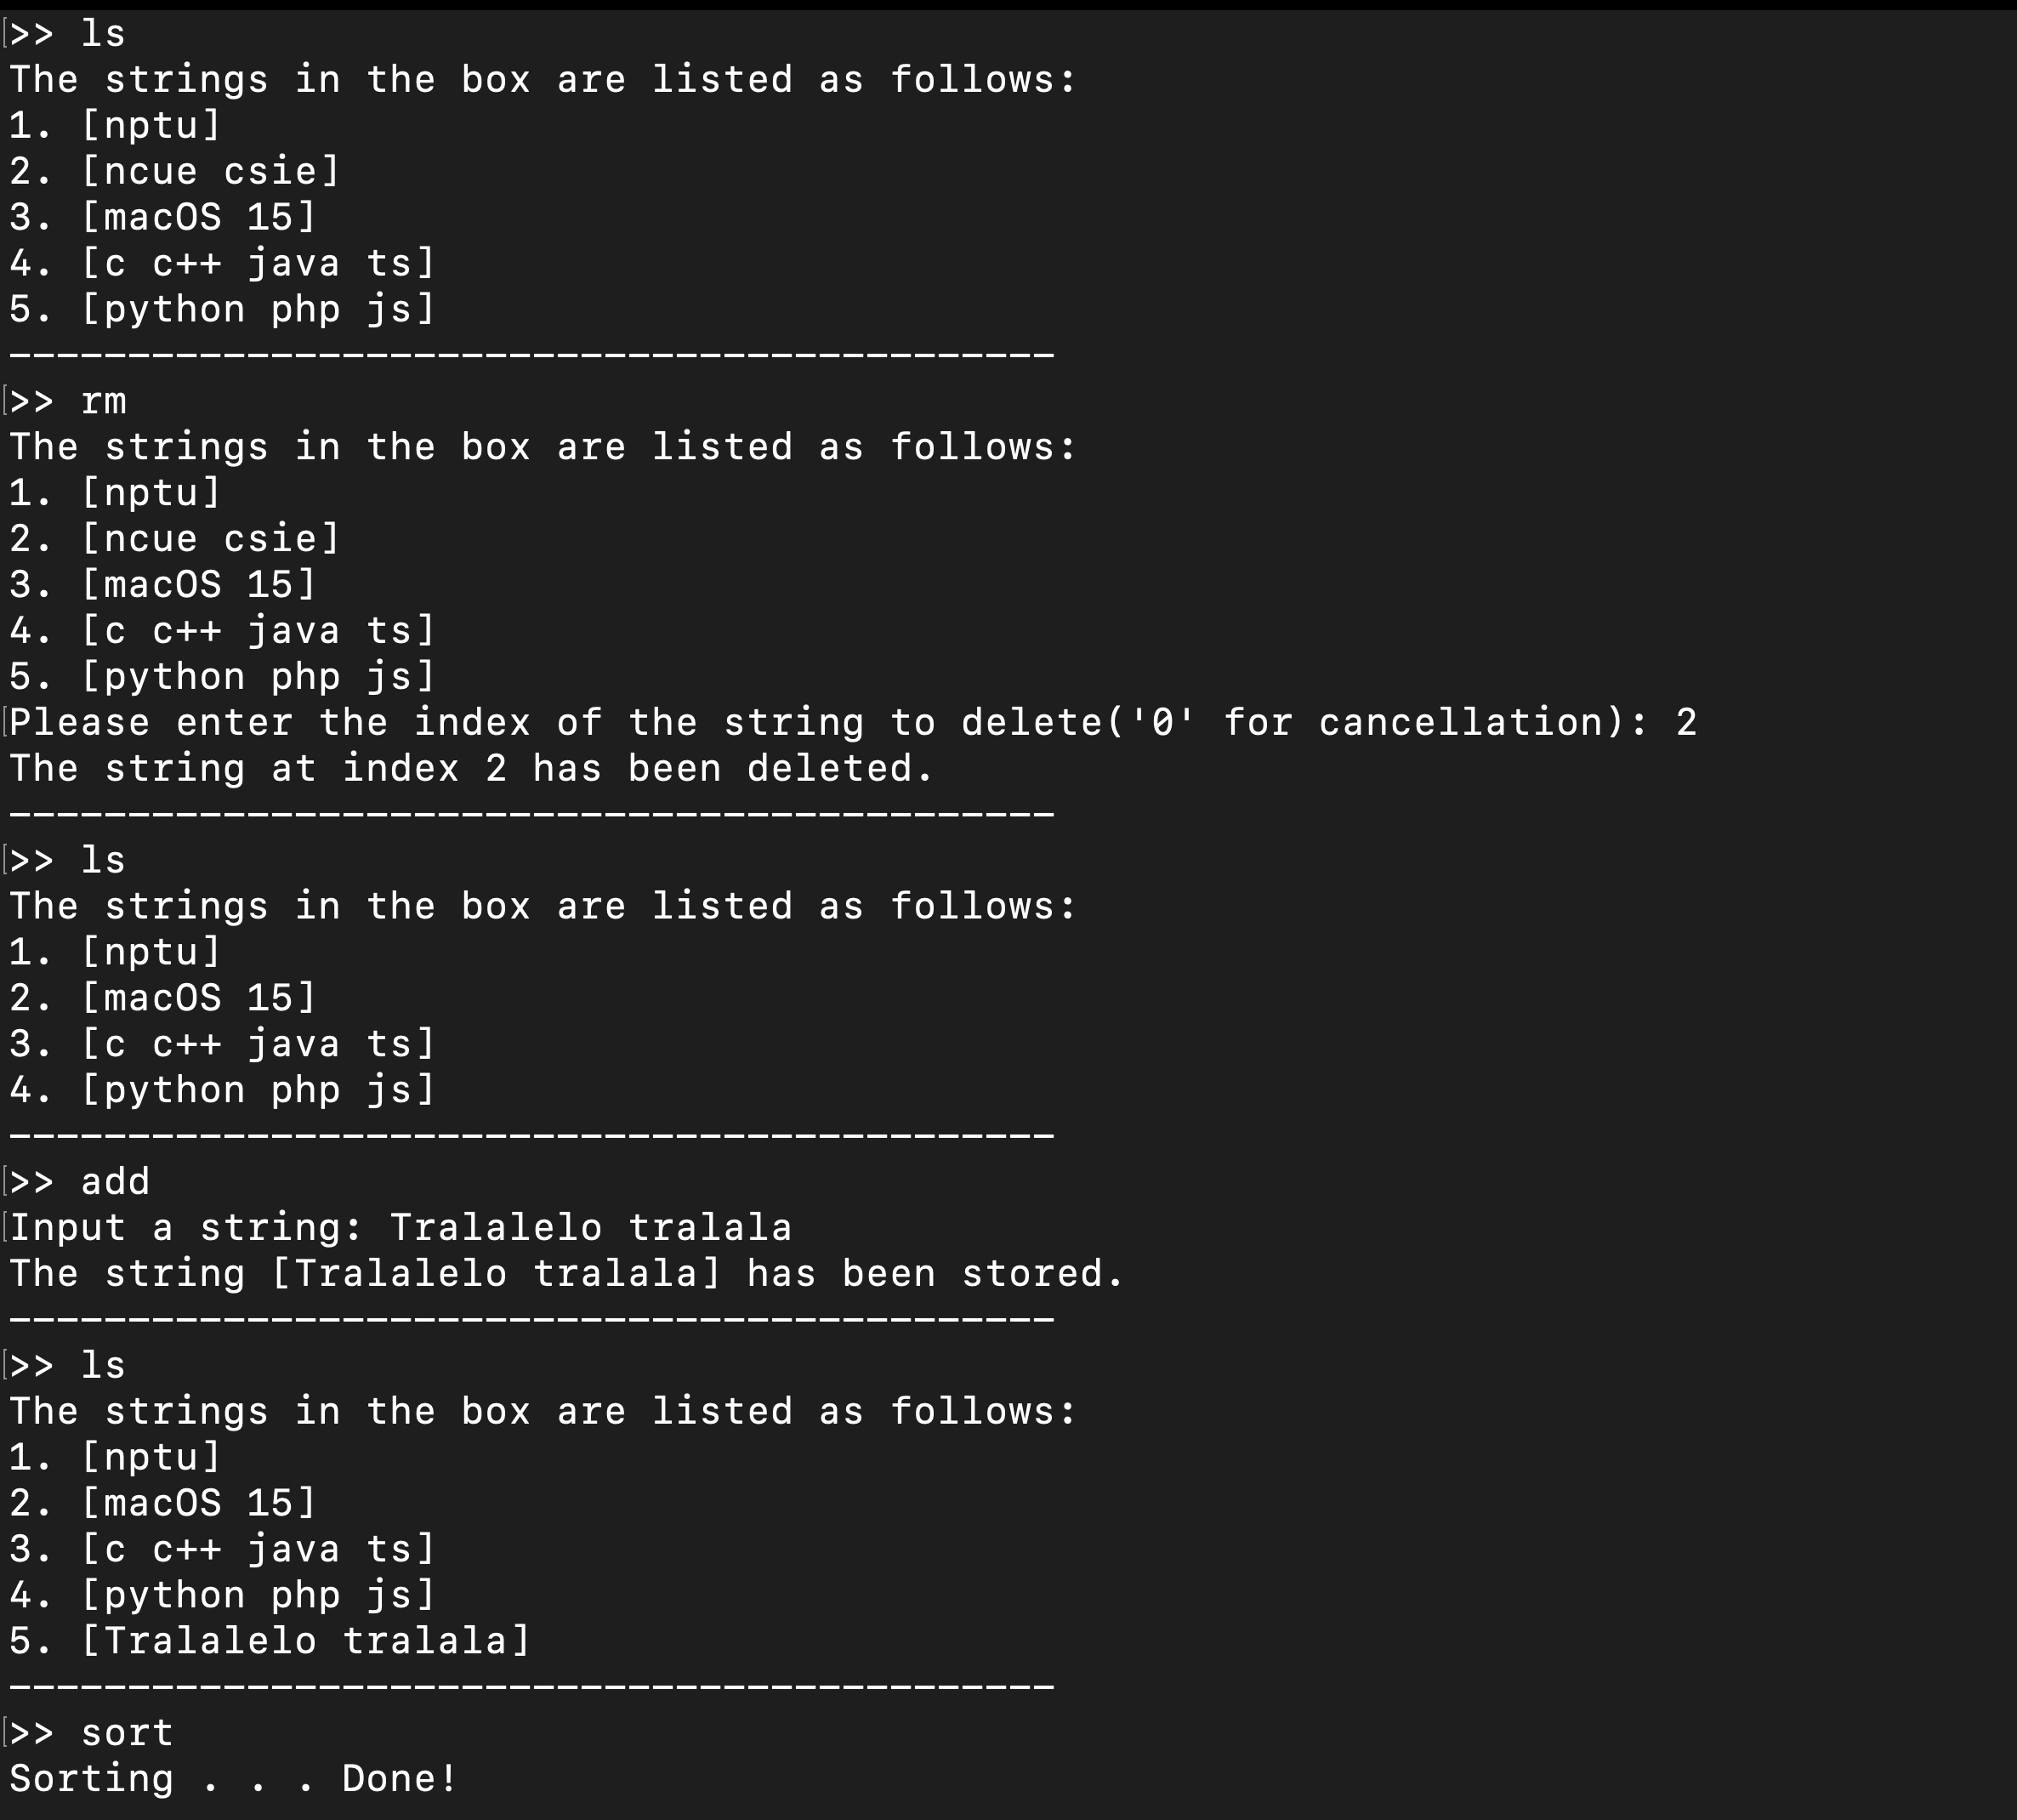 >> ls
The strings in the box are listed as follows:
1. [nptu]
2. [ncue csie]
3. [macOS 15]
4. [c c++ java ts]
5. [python php js]
--------------------------------------------
>> rm
The strings in the box are listed as follows:
1. [nptu]
2. [ncue csie]
3. [macOS 15]
4. [c c++ java ts]
5. [python php js]
Please enter the index of the string to delete('0' for cancellation): 2
The string at index 2 has been deleted.
--------------------------------------------
>> ls
The strings in the box are listed as follows:
1. [nptu]
2. [macOS 15]
3. [c c++ java ts]
4. [python php js]
--------------------------------------------
>> add
Input a string: Tralalelo tralala
The string [Tralalelo tralala] has been stored.
--------------------------------------------
>> ls
The strings in the box are listed as follows:
1. [nptu]
2. [macOS 15]
3. [c c++ java ts]
4. [python php js]
5. [Tralalelo tralala]
--------------------------------------------
>> sort
Sorting . . . Done!